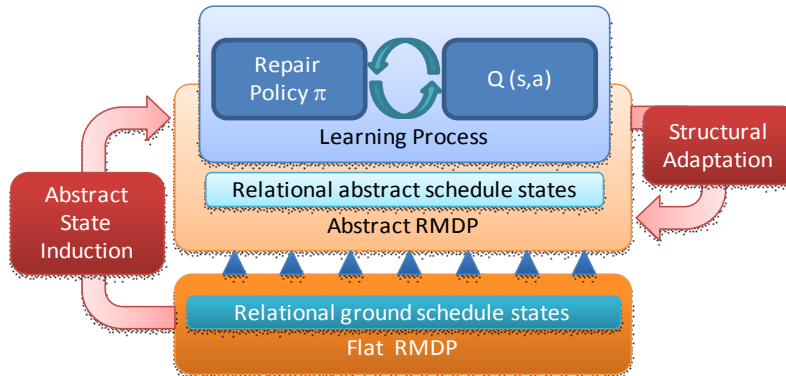 Repair
Policy π
Q (s,a)
Learning Process
Structural
Adaptation
Relational abstract schedule states
Abstract
State
Induction
Abstract RMDP
Relational ground schedule states
Flat RMDP